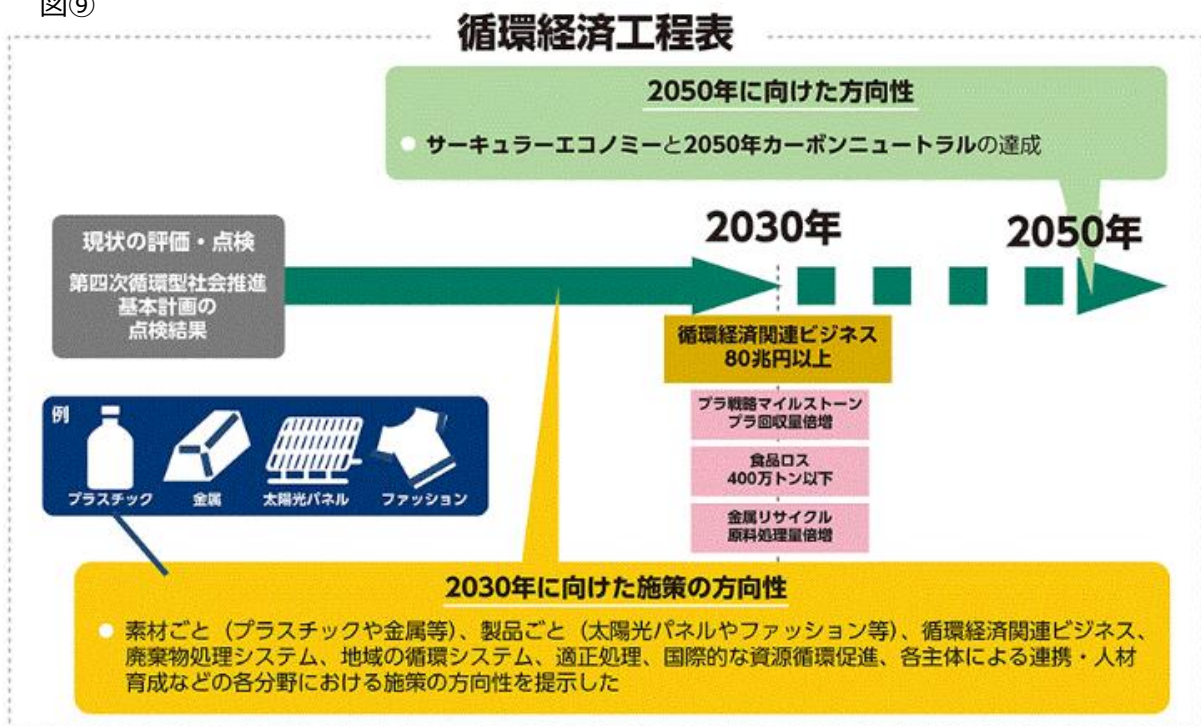 図⑨
循環経済工程表
2050年に向けた方向性
● サーキュラーエコノミーと2050年カーボンニュートラルの達成
2030年
2050年
現状の評価・点検
第四次循環型社会推進
基本計画の
点検結果
循環経済関連ビジネス
80兆円以上
プラ戦略マイルストーン
プラ回収量倍増
食品ロス
400万トン以下
金属リサイクル
原料処理量倍増
例
プラスチック
金属
太陽光パネル
ファッション
2030年に向けた施策の方向性
● 素材ごと（プラスチックや金属等）、製品ごと（太陽光パネルやファッション等）、循環経済関連ビジネス、
廃棄物処理システム、地域の循環システム、適正処理、国際的な資源循環促進、各主体による連携・人材
育成などの各分野における施策の方向性を提示した